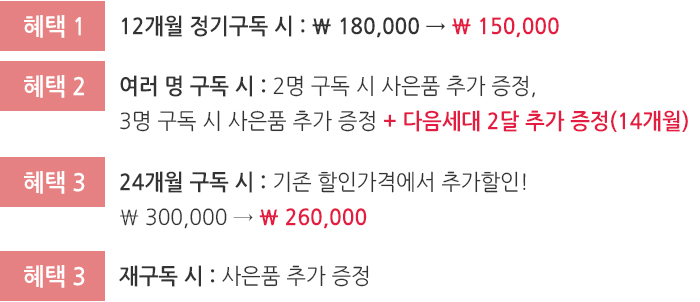 혜택 1 12개월 정기구독 시 : ₩ 180,000 → ₩ 150,000
혜택 2 여러 명 구독 시 : 2명 구독 시 사은품 추가 증정,
3명 구독 시 사은품 추가 증정 + 다음세대 2달 추가 증정(14개월)
혜택 3 24개월 구독 시 : 기존 할인가격에서 추가할인!
₩ 300,000 → ₩ 260,000
혜택 3 재구독 시 : 사은품 추가 증정